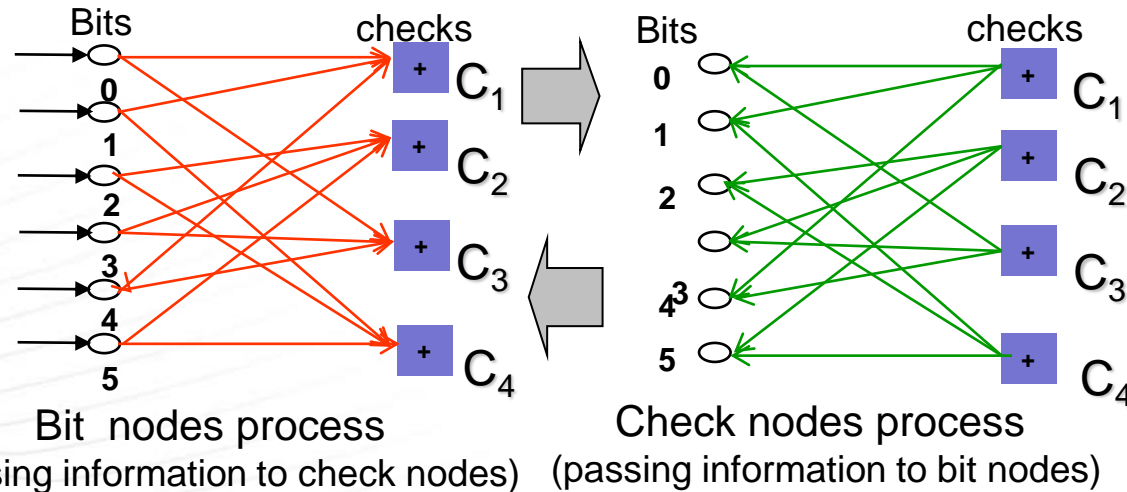 Bits checks
0
+ C1
1
+ C2
2
3
+ C3
4
5
+ C4
Bit nodes process
sing information to check nodes)
Bits checks
0
+ C1
1
+ C2
2
+ C3
3
4
5
+ C4
Check nodes process
(passing information to bit nodes)